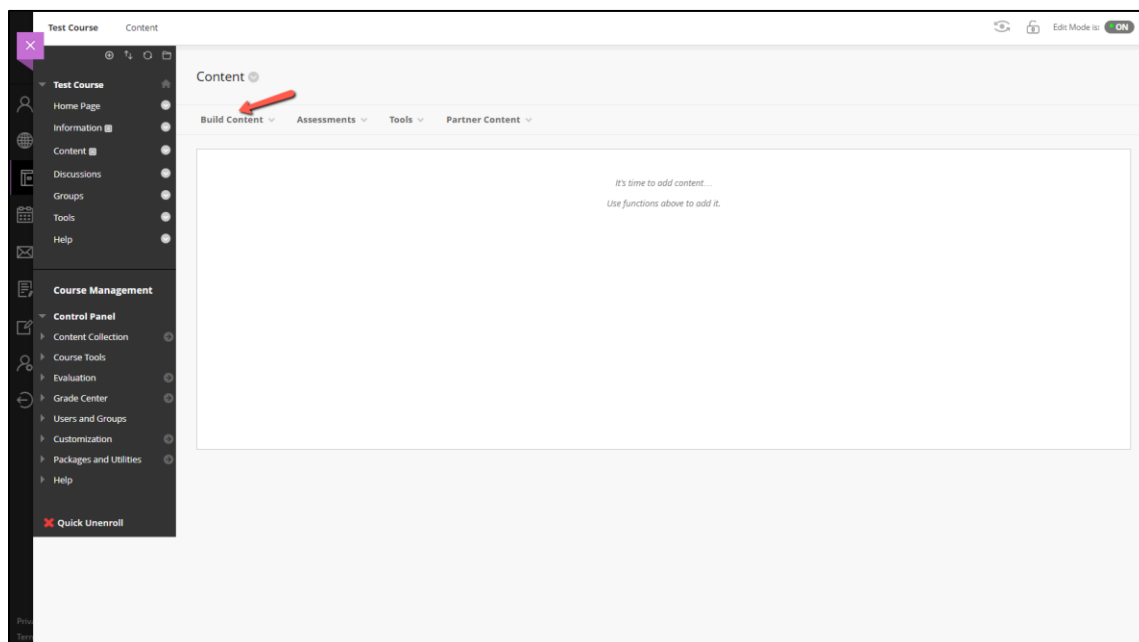 Test Course Content Edit Mode is: ON
Test Course
Home Page
Information
Content
Discussions
Groups
Tools
Help
Course Management
Control Panel
Content Collection
Course Tools
Evaluation
Grade Center
Users and Groups
Customization
Packages and Utilities
Help
Quick Unenroll
Content
Build Content Assessments Tools Partner Content
It's time to add content...
Use functions above to add it.